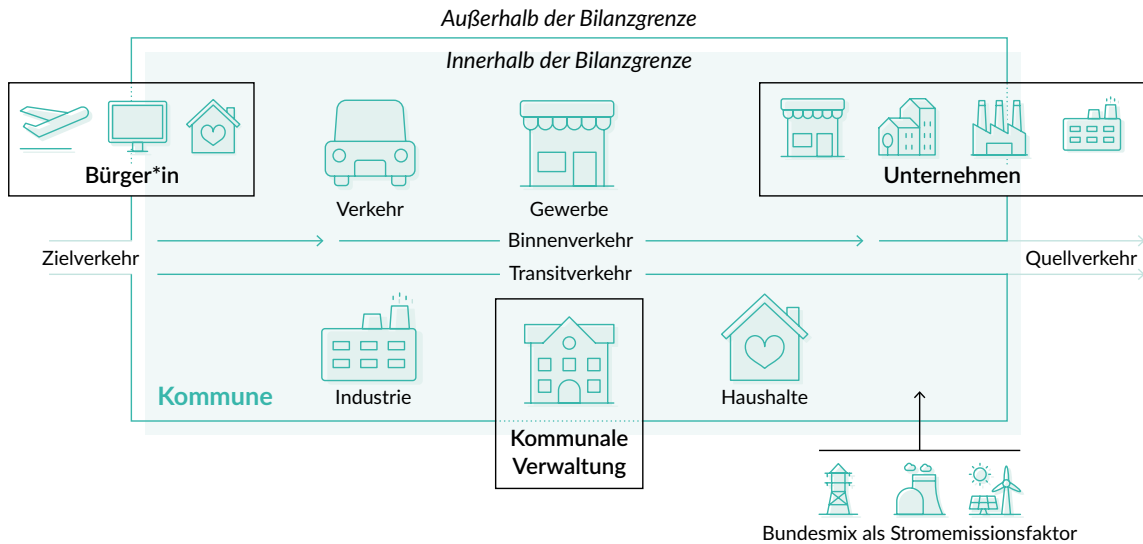 Außerhalb der Bilanzgrenze
Innerhalb der Bilanzgrenze
Bürger*in
Verkehr
Gewerbe
Unternehmen
Zielverkehr
Binnenverkehr
Transitverkehr
Quellverkehr
Kommune
Industrie
Kommunale
Verwaltung
Haushalte
Bundesmix als Stromemissionsfaktor